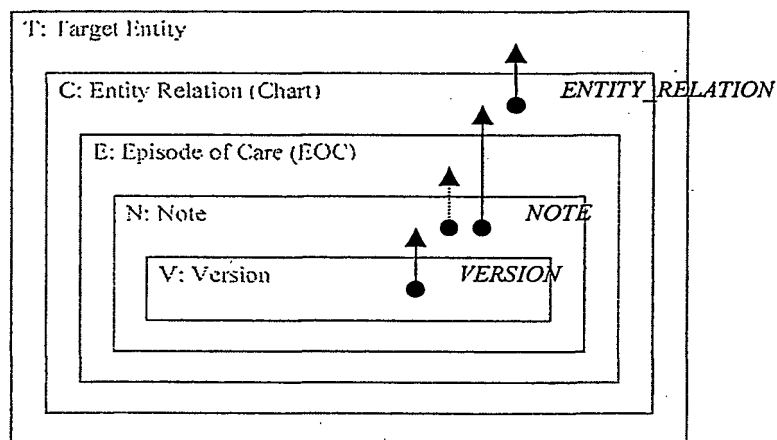 T: Target Entity
C: Entity Relation (Chart) ENTITY_RELATION
E: Episode of Care (EOC)
N: Note NOTE
V: Version VERSION